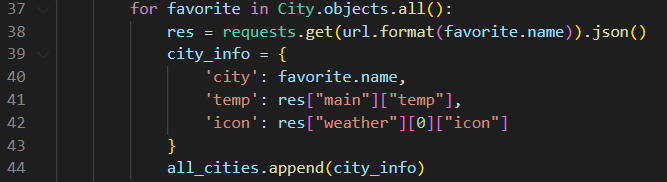 37 for favorite in City.objects.all():
38 res = requests.get(url.format(favorite.name)).json()
39 city_info = {
40 'city': favorite.name,
41 'temp': res["main"]["temp"],
42 'icon': res["weather"][0]["icon"]
43 }
44 all_cities.append(city_info)